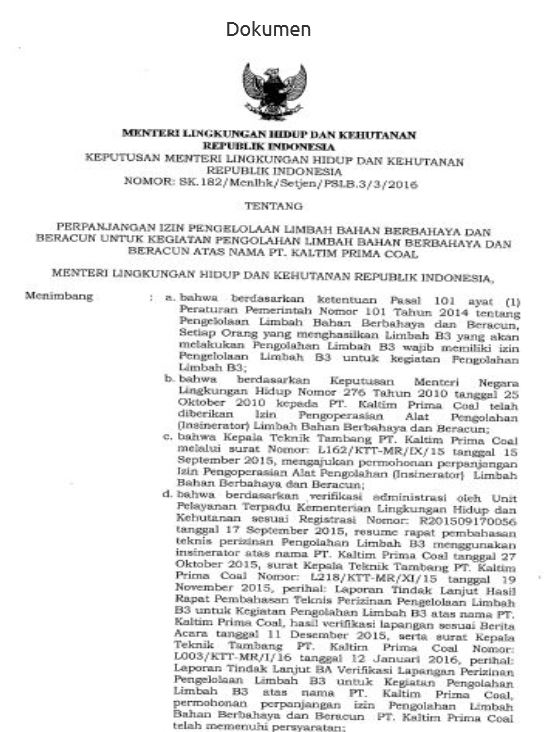 Dokumen
MENTERI LINGKUNGAN HIDUP DAN KEHUTANAN
REPUBLIK INDONESIA
KEPUTUSAN MENTERI LINGKUNGAN HIDUP DAN KEHUTANAN
REPUBLIK INDONESIA
NOMOR: SK.182/Menlhk/Setjen/PSLB.3/3/2016
TENTANG
PERPANJANGAN IZIN PENGELOLAAN LIMBAH BAHAN BERBAHAYA DAN
BERACUN UNTUK KEGIATAN PENGOLAHAN LIMBAH BAHAN BERBAHAYA DAN
BERACUN ATAS NAMA PT. KALTIM PRIMA COAL
MENTERI LINGKUNGAN HIDUP DAN KEHUTANAN REPUBLIK INDONESIA,
Menimbang : a. bahwa berdasarkan ketentuan Pasal 101 ayat (1)
Peraturan Pemerintah Nomor 101 Tahun 2014 tentang
Pengelolaan Limbah Bahan Berbahaya dan Beracun,
Setiap Orang yang menghasilkan Limbah B3 yang akan
melakukan Pengolahan Limbah B3 wajib memiliki izin
Pengelolaan Limbah B3 untuk kegiatan Pengolahan
Limbah B3;
b. bahwa berdasarkan Keputusan Menteri Negara
Lingkungan Hidup Nomor 276 Tahun 2010 tanggal 25
Oktober 2010 kepada PT. Kaltim Prima Coal telah
diberikan Izin Pengoperasian Alat Pengolahan
(Insinerator) Limbah Bahan Berbahaya dan Beracun;
c. bahwa Kepala Teknik Tambang PT. Kaltim Prima Coal
melalui surat Nomor: L162/KTT-MR/IX/15 tanggal 15
September 2015, mengajukan permohonan perpanjangan
Izin Pengoperasian Alat Pengolahan (Insinerator) Limbah
Bahan Berbahaya dan Beracun;
d. bahwa berdasarkan verifikasi administrasi oleh Unit
Pelayanan Terpadu Kementerian Lingkungan Hidup dan
Kehutanan sesuai Registrasi Nomor: R201509170056
tanggal 17 September 2015, resume rapat pembahasan
teknis perizinan Pengolahan Limbah B3 menggunakan
insinerator atas nama PT. Kaltim Prima Coal tanggal 27
Oktober 2015, surat Kepala Teknik Tambang PT. Kaltim
Prima Coal Nomor: L218/KTT-MR/XI/15 tanggal 19
November 2015, perihal: Laporan Tindak Lanjut Hasil
Rapat Pembahasan Teknis Perizinan Pengelolaan Limbah
B3 untuk Kegiatan Pengolahan Limbah B3 atas nama PT.
Kaltim Prima Coal, hasil verifikasi lapangan sesuai Berita
Acara tanggal 11 Desember 2015, serta surat Kepala
Teknik Tambang PT. Kaltim Prima Coal Nomor:
L003/KTT-MR/I/16 tanggal 12 Januari 2016, perihal:
Laporan Tindak Lanjut BA Verifikasi Lapangan Perizinan
Pengelolaan Limbah B3 untuk Kegiatan Pengolahan
Limbah B3 atas nama PT. Kaltim Prima Coal,
permohonan perpanjangan izin Pengolahan Limbah
Bahan Berbahaya dan Beracun PT. Kaltim Prima Coal
telah memenuhi persyaratan;